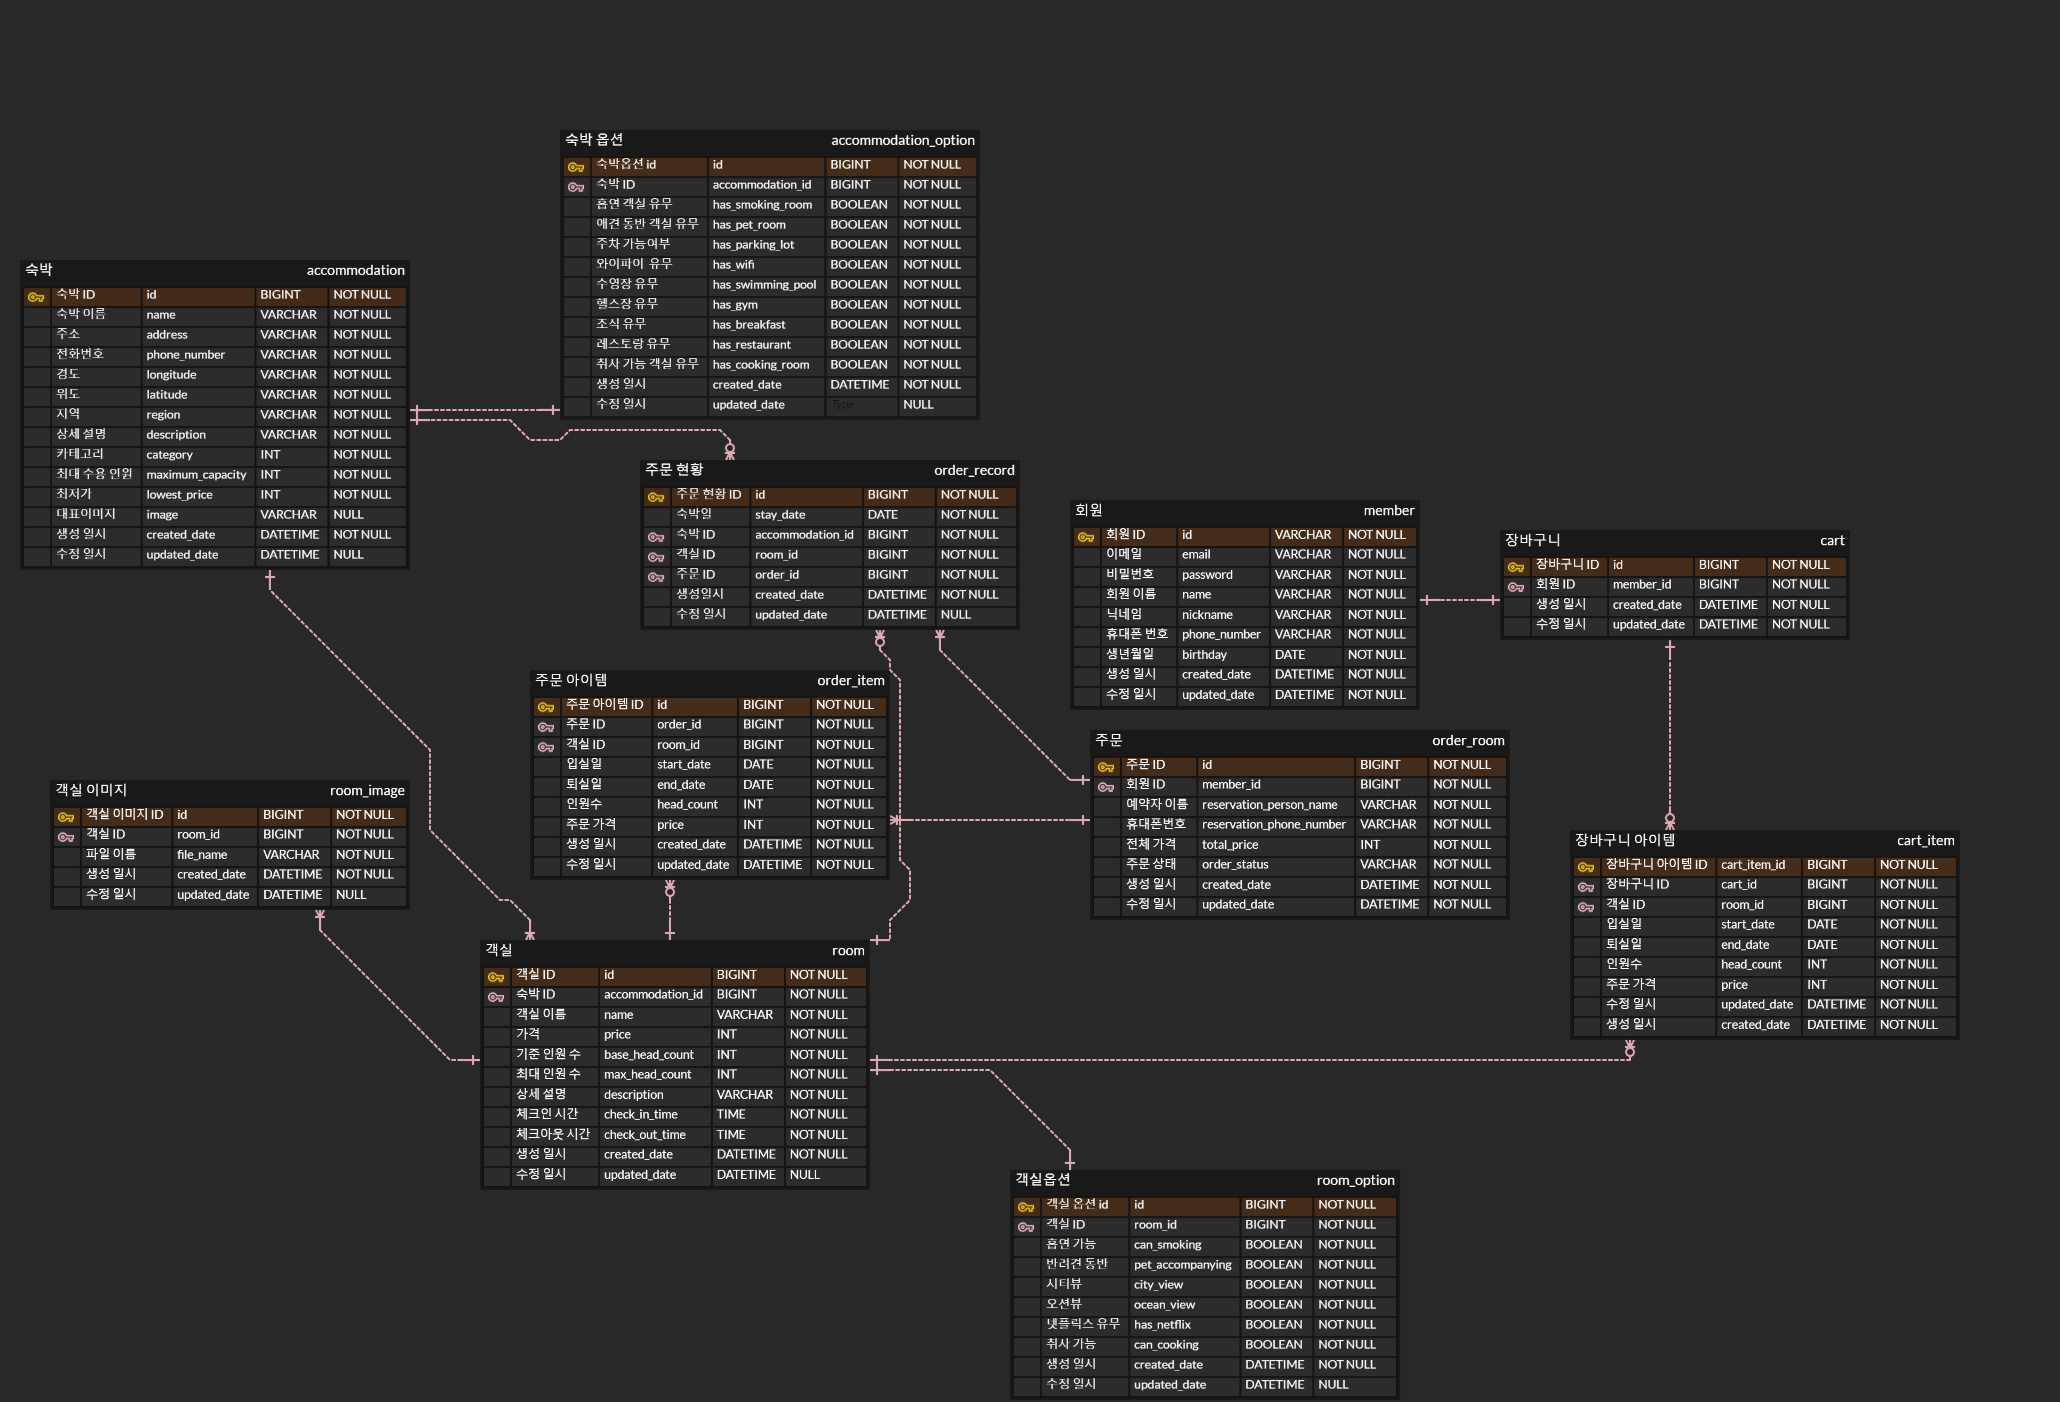 숙박 옵션 accommodation_option
숙박옵션 id id BIGINT NOT NULL
숙박 ID accommodation_id BIGINT NOT NULL
흡연 객실 유무 has_smoking_room BOOLEAN NOT NULL
애견 동반 객실 유무 has_pet_room BOOLEAN NOT NULL
주차 가능여부 has_parking_lot BOOLEAN NOT NULL
와이파이 유무 has_wifi BOOLEAN NOT NULL
수영장 유무 has_swimming_pool BOOLEAN NOT NULL
헬스장 유무 has_gym BOOLEAN NOT NULL
조식 유무 has_breakfast BOOLEAN NOT NULL
레스토랑 유무 has_restaurant BOOLEAN NOT NULL
취사 가능 객실 유무 has_cooking_room BOOLEAN NOT NULL
생성 일시 created_date DATETIME NOT NULL
수정 일시 updated_date Type NULL
숙박 accommodation
숙박 ID id BIGINT NOT NULL
숙박 이름 name VARCHAR NOT NULL
주소 address VARCHAR NOT NULL
전화번호 phone_number VARCHAR NOT NULL
경도 longitude VARCHAR NOT NULL
위도 latitude VARCHAR NOT NULL
지역 region VARCHAR NOT NULL
상세 설명 description VARCHAR NOT NULL
카테고리 category INT NOT NULL
최대 수용 인원 maximum_capacity INT NOT NULL
최저가 lowest_price INT NOT NULL
대표이미지 image VARCHAR NULL
생성 일시 created_date DATETIME NOT NULL
수정 일시 updated_date DATETIME NULL
주문 현황 order_record
주문 현황 ID id BIGINT NOT NULL
숙박일 stay_date DATE NOT NULL
숙박 ID accommodation_id BIGINT NOT NULL
객실 ID room_id BIGINT NOT NULL
주문 ID order_id BIGINT NOT NULL
생성일시 created_date DATETIME NOT NULL
수정 일시 updated_date DATETIME NULL
회원 member
회원 ID id VARCHAR NOT NULL
이메일 email VARCHAR NOT NULL
비밀번호 password VARCHAR NOT NULL
회원 이름 name VARCHAR NOT NULL
닉네임 nickname VARCHAR NOT NULL
휴대폰 번호 phone_number VARCHAR NOT NULL
생년월일 birthday DATE NOT NULL
생성 일시 created_date DATETIME NOT NULL
수정 일시 updated_date DATETIME NOT NULL
장바구니 cart
장바구니 ID id BIGINT NOT NULL
회원 ID member_id BIGINT NOT NULL
생성 일시 created_date DATETIME NOT NULL
수정 일시 updated_date DATETIME NOT NULL
주문 아이템 order_item
주문 아이템 ID id BIGINT NOT NULL
주문 ID order_id BIGINT NOT NULL
객실 ID room_id BIGINT NOT NULL
입실일 start_date DATE NOT NULL
퇴실일 end_date DATE NOT NULL
인원수 head_count INT NOT NULL
주문 가격 price INT NOT NULL
생성 일시 created_date DATETIME NOT NULL
수정 일시 updated_date DATETIME NOT NULL
주문 order_room
주문 ID id BIGINT NOT NULL
회원 ID member_id BIGINT NOT NULL
예약자 이름 reservation_person_name VARCHAR NOT NULL
휴대폰번호 reservation_phone_number VARCHAR NOT NULL
전체 가격 total_price INT NOT NULL
주문 상태 order_status VARCHAR NOT NULL
생성 일시 created_date DATETIME NOT NULL
수정 일시 updated_date DATETIME NOT NULL
객실 이미지 room_image
객실 이미지 ID id BIGINT NOT NULL
객실 ID room_id BIGINT NOT NULL
파일 이름 file_name VARCHAR NOT NULL
생성 일시 created_date DATETIME NOT NULL
수정 일시 updated_date DATETIME NULL
장바구니 아이템 cart_item
장바구니 아이템 ID cart_item_id BIGINT NOT NULL
장바구니 ID cart_id BIGINT NOT NULL
객실 ID room_id BIGINT NOT NULL
입실일 start_date DATE NOT NULL
퇴실일 end_date DATE NOT NULL
인원수 head_count INT NOT NULL
주문 가격 price INT NOT NULL
수정 일시 updated_date DATETIME NOT NULL
생성 일시 created_date DATETIME NOT NULL
객실 room
객실 ID id BIGINT NOT NULL
숙박 ID accommodation_id BIGINT NOT NULL
객실 이름 name VARCHAR NOT NULL
가격 price INT NOT NULL
기준 인원 수 base_head_count INT NOT NULL
최대 인원 수 max_head_count INT NOT NULL
상세 설명 description VARCHAR NOT NULL
체크인 시간 check_in_time TIME NOT NULL
체크아웃 시간 check_out_time TIME NOT NULL
생성 일시 created_date DATETIME NOT NULL
수정 일시 updated_date DATETIME NULL
객실옵션 room_option
객실 옵션 id id BIGINT NOT NULL
객실 ID room_id BIGINT NOT NULL
흡연 가능 can_smoking BOOLEAN NOT NULL
반려견 동반 pet_accompanying BOOLEAN NOT NULL
시티뷰 city_view BOOLEAN NOT NULL
오션뷰 ocean_view BOOLEAN NOT NULL
넷플릭스 유무 has_netflix BOOLEAN NOT NULL
취사 가능 can_cooking BOOLEAN NOT NULL
생성 일시 created_date DATETIME NOT NULL
수정 일시 updated_date DATETIME NULL